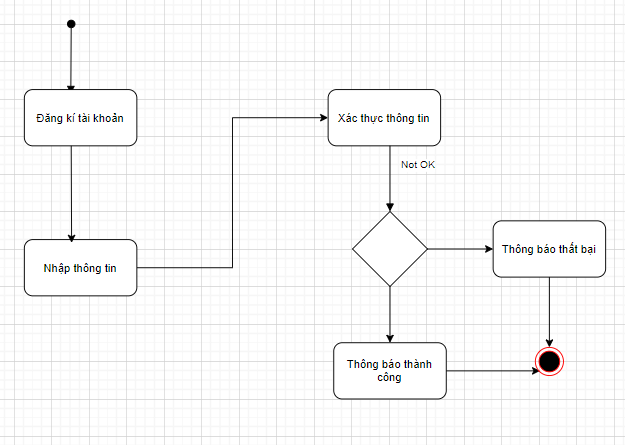 Đăng kí tài khoản
Xác thực thông tin
Not OK
Nhập thông tin
Thông báo thất bại
Thông báo thành
công